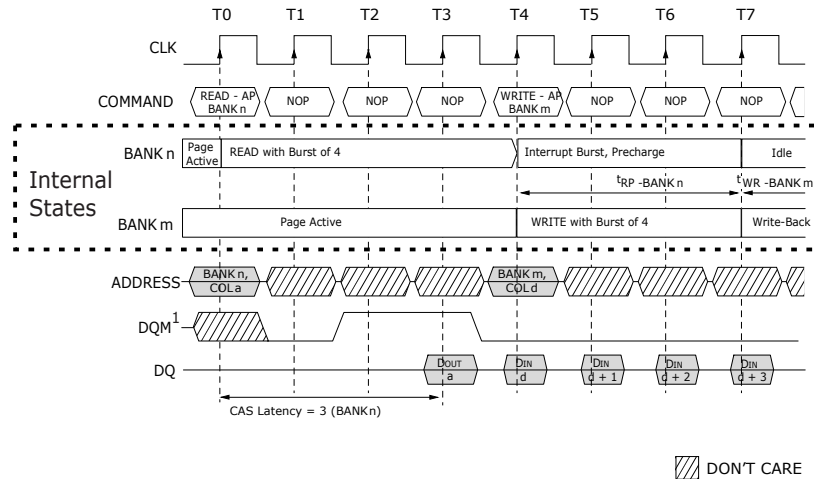 T0 T1 T2 T3 T4 T5 T6 T7
CLK
COMMAND
READ - AP
BANK n
NOP
NOP
NOP
WRITE - AP
BANK m
NOP
NOP
NOP
Internal
States
BANK n
Page
Active
READ with Burst of 4
Interrupt Burst, Precharge
Idle
tRP -BANK n
tWR -BANK m
BANK m
Page Active
WRITE with Burst of 4
Write-Back
ADDRESS
BANK n,
COL a
BANK m,
COL d
DQM1
DQ
DOUT
a
DIN
d
DIN
d + 1
DIN
d + 2
DIN
d + 3
CAS Latency = 3 (BANK n)
DON'T CARE